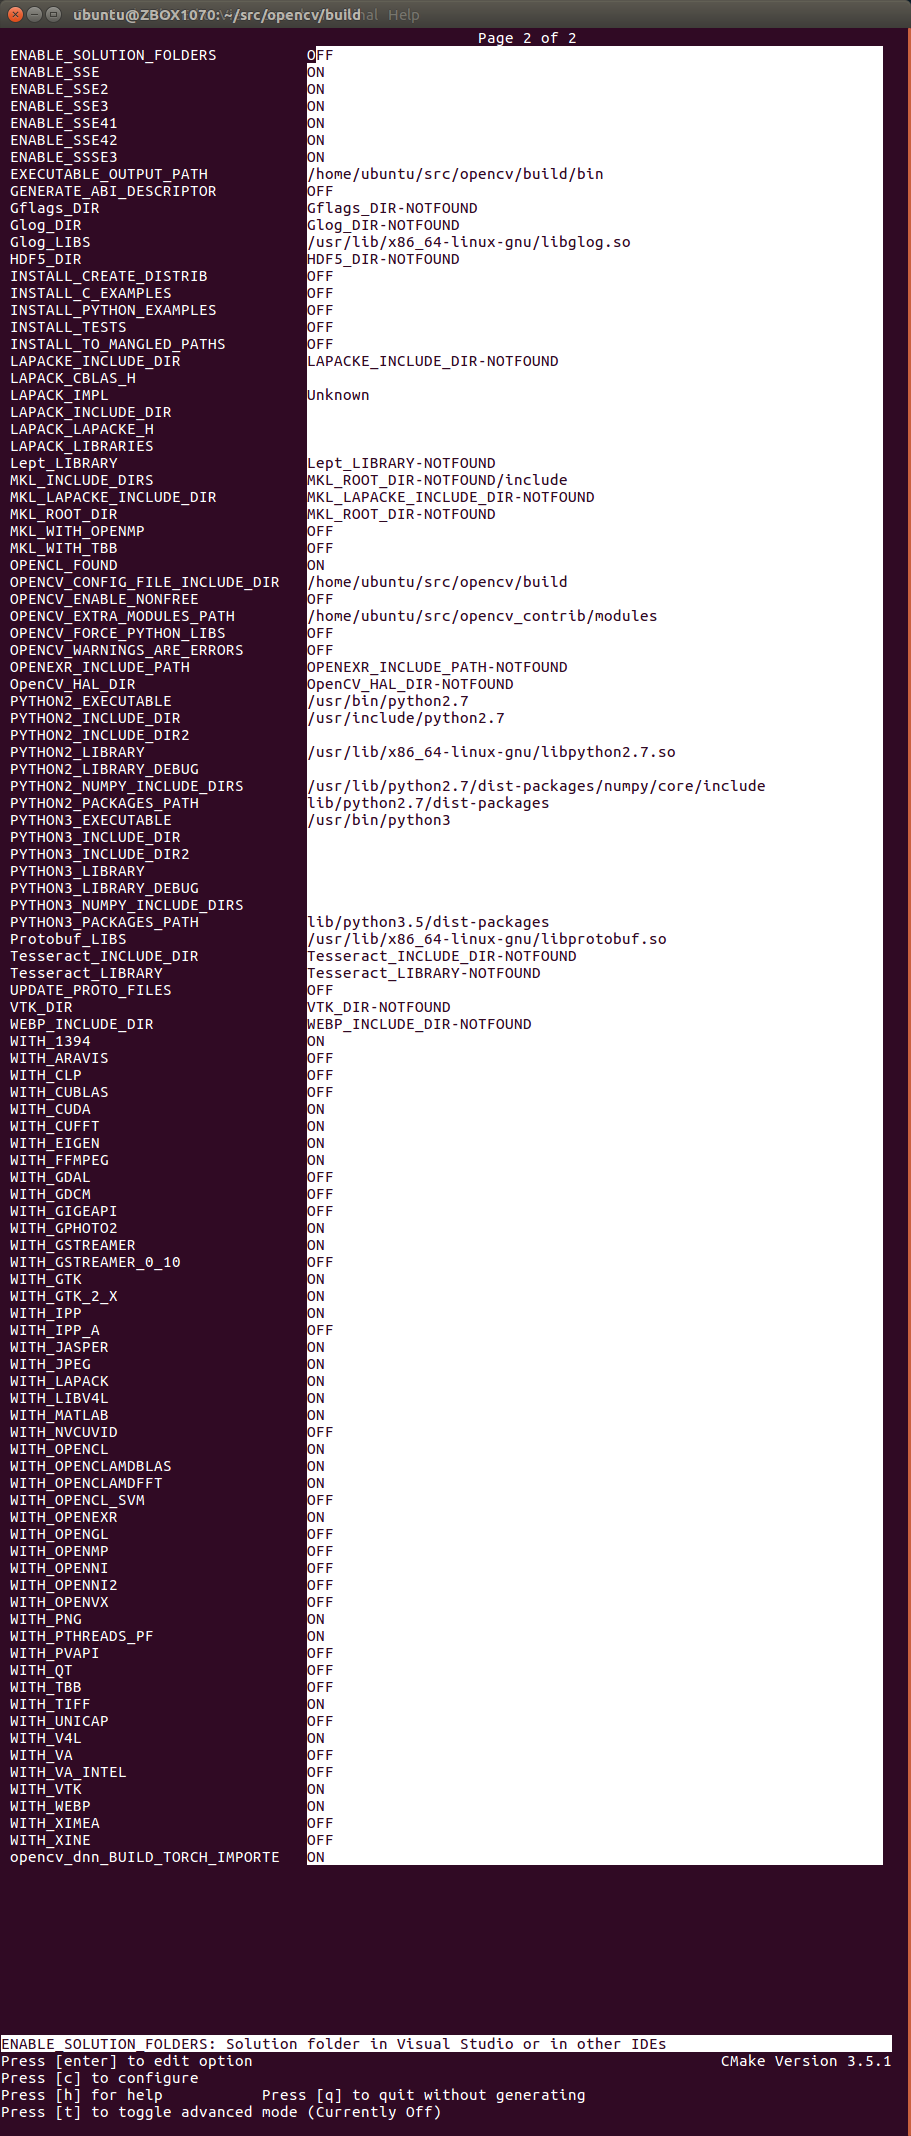 ubuntu@ZBOX1070: ~/src/opencv/build Help
Page 2 of 2
ENABLE_SOLUTION_FOLDERS OFF
ENABLE_SSE ON
ENABLE_SSE2 ON
ENABLE_SSE3 ON
ENABLE_SSE41 ON
ENABLE_SSE42 ON
ENABLE_SSSE3 ON
EXECUTABLE_OUTPUT_PATH /home/ubuntu/src/opencv/build/bin
GENERATE_ABI_DESCRIPTOR OFF
Gflags_DIR Gflags_DIR-NOTFOUND
Glog_DIR Glog_DIR-NOTFOUND
Glog_LIBS /usr/lib/x86_64-linux-gnu/libglog.so
HDF5_DIR HDF5_DIR-NOTFOUND
INSTALL_CREATE_DISTRIB OFF
INSTALL_C_EXAMPLES OFF
INSTALL_PYTHON_EXAMPLES OFF
INSTALL_TESTS OFF
INSTALL_TO_MANGLED_PATHS OFF
LAPACKE_INCLUDE_DIR LAPACKE_INCLUDE_DIR-NOTFOUND
LAPACK_CBLAS_H
LAPACK_IMPL Unknown
LAPACK_INCLUDE_DIR
LAPACK_LAPACKE_H
LAPACK_LIBRARIES
Lept_LIBRARY Lept_LIBRARY-NOTFOUND
MKL_INCLUDE_DIRS MKL_ROOT_DIR-NOTFOUND/include
MKL_LAPACKE_INCLUDE_DIR MKL_LAPACKE_INCLUDE_DIR-NOTFOUND
MKL_ROOT_DIR MKL_ROOT_DIR-NOTFOUND
MKL_WITH_OPENMP OFF
MKL_WITH_TBB OFF
OPENCL_FOUND ON
OPENCV_CONFIG_FILE_INCLUDE_DIR /home/ubuntu/src/opencv/build
OPENCV_ENABLE_NONFREE OFF
OPENCV_EXTRA_MODULES_PATH /home/ubuntu/src/opencv_contrib/modules
OPENCV_FORCE_PYTHON_LIBS OFF
OPENCV_WARNINGS_ARE_ERRORS OFF
OPENEXR_INCLUDE_PATH OPENEXR_INCLUDE_PATH-NOTFOUND
OpenCV_HAL_DIR OpenCV_HAL_DIR-NOTFOUND
PYTHON2_EXECUTABLE /usr/bin/python2.7
PYTHON2_INCLUDE_DIR /usr/include/python2.7
PYTHON2_INCLUDE_DIR2
PYTHON2_LIBRARY /usr/lib/x86_64-linux-gnu/libpython2.7.so
PYTHON2_LIBRARY_DEBUG
PYTHON2_NUMPY_INCLUDE_DIRS /usr/lib/python2.7/dist-packages/numpy/core/include
PYTHON2_PACKAGES_PATH lib/python2.7/dist-packages
PYTHON3_EXECUTABLE /usr/bin/python3
PYTHON3_INCLUDE_DIR
PYTHON3_INCLUDE_DIR2
PYTHON3_LIBRARY
PYTHON3_LIBRARY_DEBUG
PYTHON3_NUMPY_INCLUDE_DIRS
PYTHON3_PACKAGES_PATH lib/python3.5/dist-packages
Protobuf_LIBS /usr/lib/x86_64-linux-gnu/libprotobuf.so
Tesseract_INCLUDE_DIR Tesseract_INCLUDE_DIR-NOTFOUND
Tesseract_LIBRARY Tesseract_LIBRARY-NOTFOUND
UPDATE_PROTO_FILES OFF
VTK_DIR VTK_DIR-NOTFOUND
WEBP_INCLUDE_DIR WEBP_INCLUDE_DIR-NOTFOUND
WITH_1394 ON
WITH_ARAVIS OFF
WITH_CLP OFF
WITH_CUBLAS OFF
WITH_CUDA ON
WITH_CUFFT ON
WITH_EIGEN ON
WITH_FFMPEG ON
WITH_GDAL OFF
WITH_GDCM OFF
WITH_GIGEAPI OFF
WITH_GPHOTO2 ON
WITH_GSTREAMER ON
WITH_GSTREAMER_0_10 OFF
WITH_GTK ON
WITH_GTK_2_X ON
WITH_IPP ON
WITH_IPP_A OFF
WITH_JASPER ON
WITH_JPEG ON
WITH_LAPACK ON
WITH_LIBV4L ON
WITH_MATLAB ON
WITH_NVCUVID OFF
WITH_OPENCL ON
WITH_OPENCLAMDBLAS ON
WITH_OPENCLAMDFFT ON
WITH_OPENCL_SVM OFF
WITH_OPENEXR ON
WITH_OPENGL OFF
WITH_OPENMP OFF
WITH_OPENNI OFF
WITH_OPENNI2 OFF
WITH_OPENVX OFF
WITH_PNG ON
WITH_PTHREADS_PF ON
WITH_PVAPI OFF
WITH_QT OFF
WITH_TBB OFF
WITH_TIFF ON
WITH_UNICAP OFF
WITH_V4L ON
WITH_VA OFF
WITH_VA_INTEL OFF
WITH_VTK ON
WITH_WEBP ON
WITH_XIMEA OFF
WITH_XINE OFF
opencv_dnn_BUILD_TORCH_IMPORTE ON
ENABLE_SOLUTION_FOLDERS: Solution folder in Visual Studio or in other IDEs
Press [enter] to edit option CMake Version 3.5.1
Press [c] to configure
Press [h] for help Press [q] to quit without generating
Press [t] to toggle advanced mode (Currently Off)